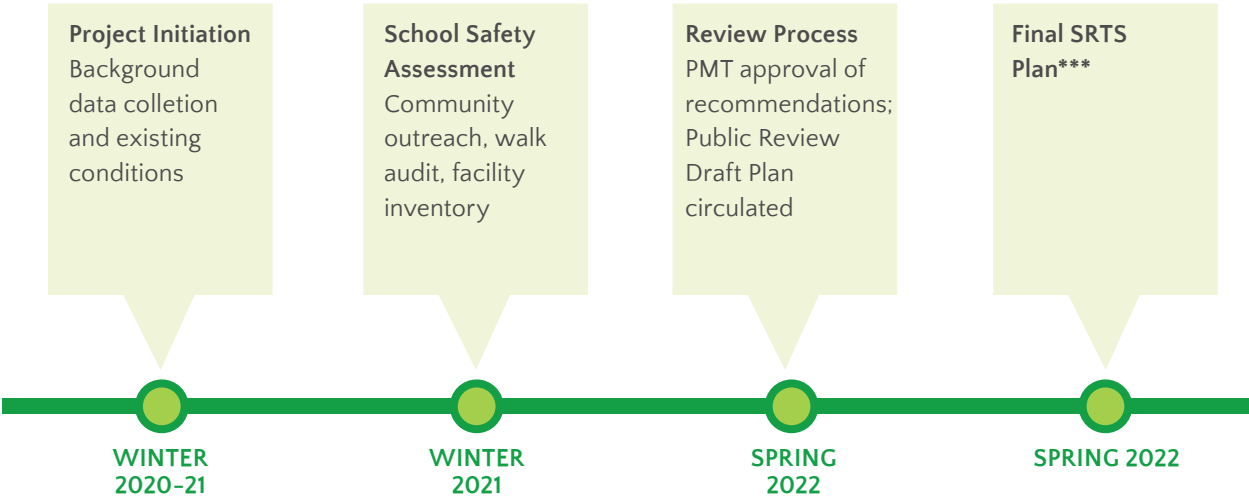 Project Initiation
Background
data colletion
and existing
conditions
School Safety
Assessment
Community
outreach, walk
audit, facility
inventory
Review Process
PMT approval of
recommendations;
Public Review
Draft Plan
circulated
Final SRTS
Plan***
WINTER
2020-21
WINTER
2021
SPRING
2022
SPRING 2022